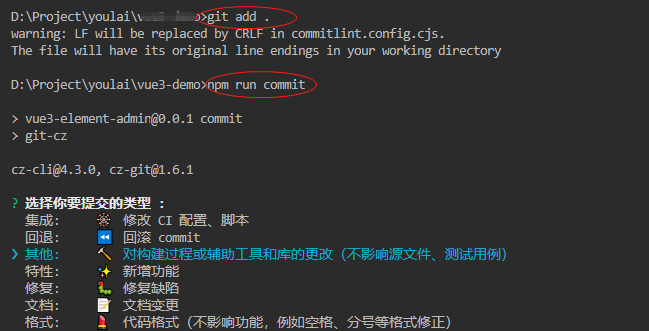 D:\Project\youlai\vue3-demo>git add .
warning: LF will be replaced by CRLF in commitlint.config.cjs.
The file will have its original line endings in your working directory
D:\Project\youlai\vue3-demo>npm run commit
> vue3-element-admin@0.0.1 commit
> git-cz
cz-cli@4.3.0, cz-git@1.6.1
? 选择你要提交的类型 :
集成: ⚙️ 修改 CI 配置、脚本
回退: ⏪ 回滚 commit
❯ 其他: 🔨 对构建过程或辅助工具和库的更改（不影响源文件、测试用例）
特性: ✨ 新增功能
修复: 🐛 修复缺陷
文档: 📝 文档变更
格式: 💄 代码格式（不影响功能，例如空格、分号等格式修正）